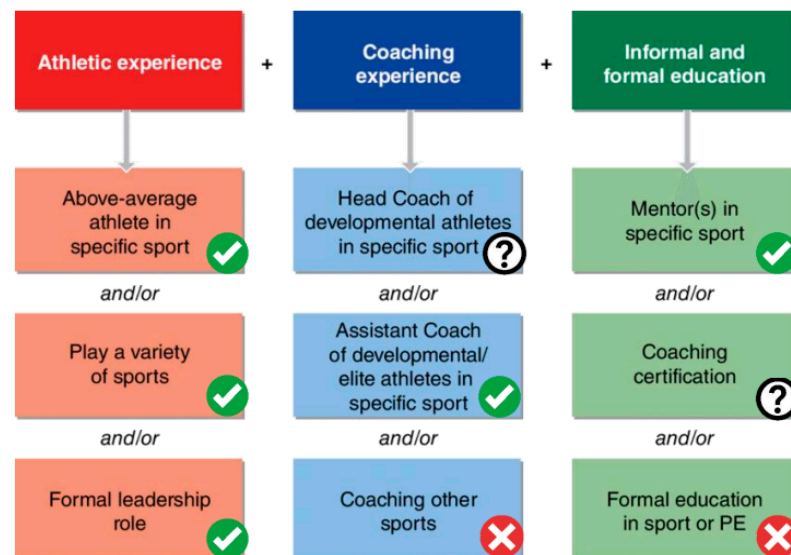 Athletic experience
+
Coaching
experience
+
Informal and
formal education
Above-average
athlete in
specific sport
Head Coach of
developmental athletes
in specific sport
?
Mentor(s) in
specific sport
and/or
and/or
and/or
Play a variety
of sports
Assistant Coach
of developmental/
elite athletes in
specific sport
Coaching
certification
?
and/or
and/or
and/or
Formal leadership
role
Coaching other
sports
Formal education
in sport or PE